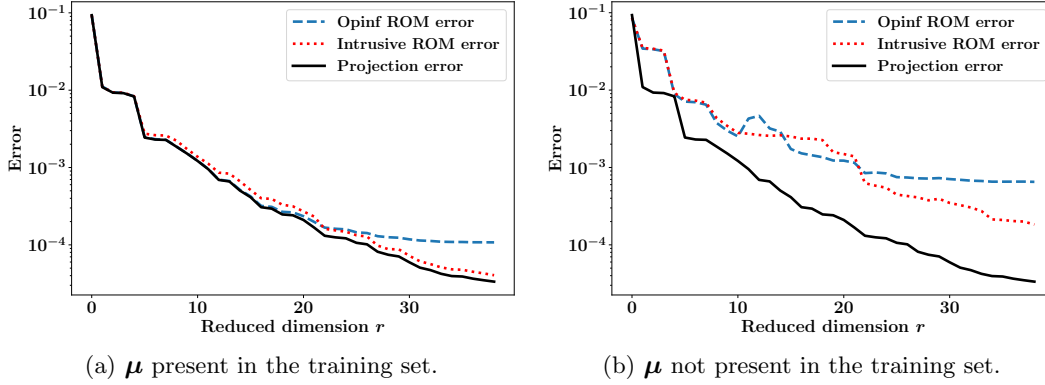 10⁻¹
10⁻²
10⁻³
10⁻⁴
Error
Opinf ROM error
Intrusive ROM error
Projection error
0 10 20 30
Reduced dimension r
(a) μ present in the training set.
10⁻¹
10⁻²
10⁻³
10⁻⁴
Error
Opinf ROM error
Intrusive ROM error
Projection error
0 10 20 30
Reduced dimension r
(b) μ not present in the training set.